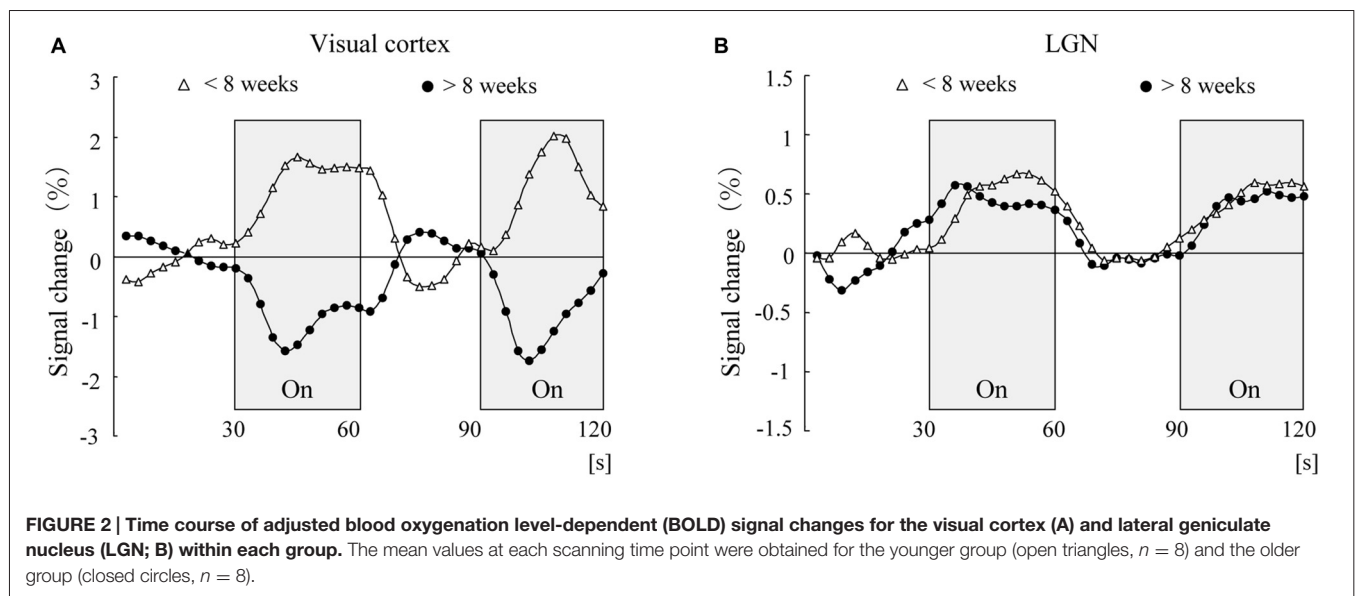 A
Visual cortex
△ < 8 weeks
● > 8 weeks
Signal change (%)
3
2
1
0
-1
-2
-3
On
On
30
60
90
120
[s]
B
LGN
△ < 8 weeks
● > 8 weeks
Signal change (%)
1.5
1
0.5
0
-0.5
-1
-1.5
On
On
30
60
90
120
[s]
FIGURE 2 | Time course of adjusted blood oxygenation level-dependent (BOLD) signal changes for the visual cortex (A) and lateral geniculate
nucleus (LGN; B) within each group. The mean values at each scanning time point were obtained for the younger group (open triangles, n = 8) and the older
group (closed circles, n = 8).